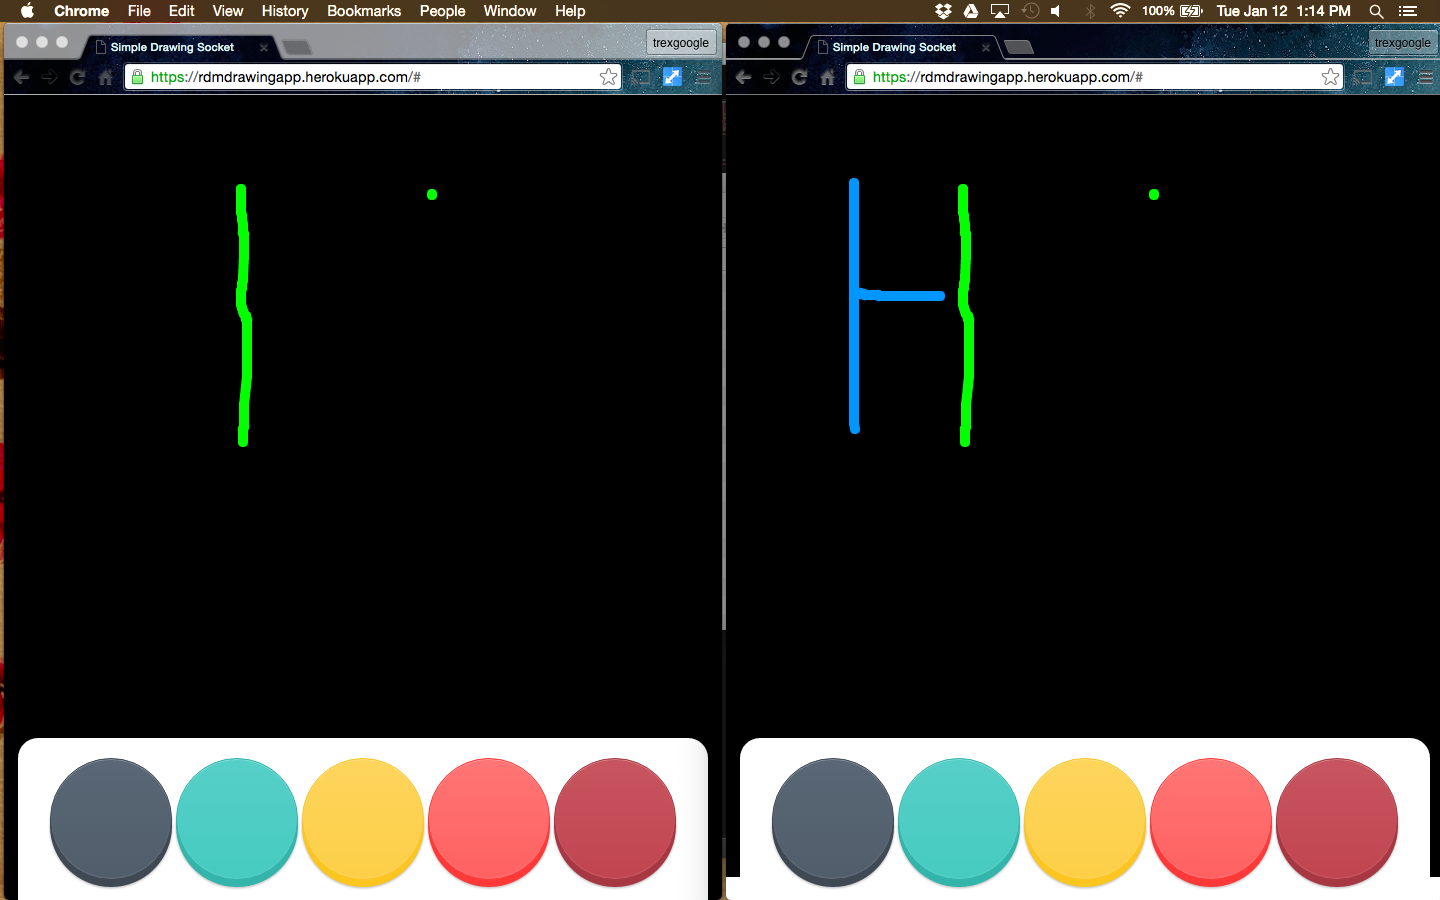 Chrome File Edit View History Bookmarks People Window Help 100% Tue Jan 12 1:14 PM
Simple Drawing Socket trexgoogle
https://rdmdrawingapp.herokuapp.com/#
Simple Drawing Socket trexgoogle
https://rdmdrawingapp.herokuapp.com/#